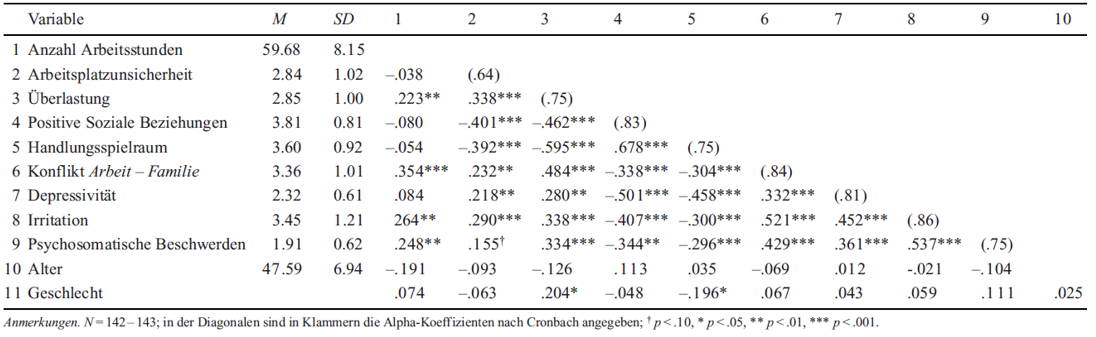 Variable M SD 1 2 3 4 5 6 7 8 9 10
1 Anzahl Arbeitsstunden 59.68 8.15
2 Arbeitsplatzunsicherheit 2.84 1.02 –.038 (.64)
3 Überlastung 2.85 1.00 .223** .338*** (.75)
4 Positive Soziale Beziehungen 3.81 0.81 –.080 –.401*** –.462*** (.83)
5 Handlungsspielraum 3.60 0.92 –.054 –.392*** –.595*** .678*** (.75)
6 Konflikt Arbeit – Familie 3.36 1.01 .354*** .232** .484*** –.338*** –.304*** (.84)
7 Depressivität 2.32 0.61 .084 .218** .280** –.501*** –.458*** .332*** (.81)
8 Irritation 3.45 1.21 264** .290*** .338*** –.407*** –.300*** .521*** .452*** (.86)
9 Psychosomatische Beschwerden 1.91 0.62 .248** .155† .334*** –.344** –.296*** .429*** .361*** .537*** (.75)
10 Alter 47.59 6.94 –.191 –.093 –.126 .113 .035 –.069 .012 -.021 –.104
11 Geschlecht .074 –.063 .204* –.048 –.196* .067 .043 .059 .111 .025
Anmerkungen. N = 142 – 143; in der Diagonalen sind in Klammern die Alpha-Koeffizienten nach Cronbach angegeben; † p < .10, * p < .05, ** p < .01, *** p < .001.